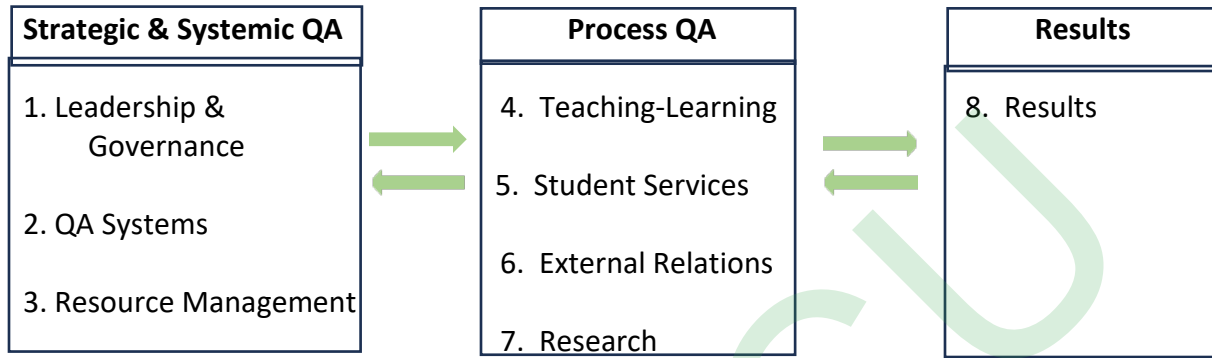 Strategic & Systemic QA
1. Leadership &
Governance
2. QA Systems
3. Resource Management
Process QA
4. Teaching-Learning
5. Student Services
6. External Relations
7. Research
Results
8. Results